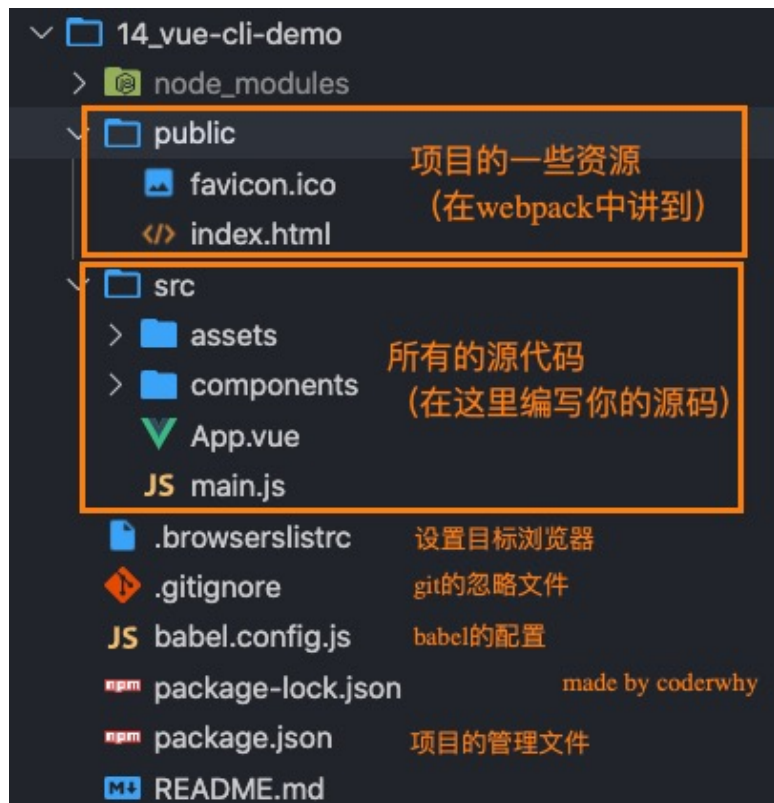 14_vue-cli-demo
node_modules
public
项目的一些资源
favicon.ico
（在webpack中讲到）
index.html
src
assets
所有的源代码
components
（在这里编写你的源码）
App.vue
JS main.js
.browserslistrc 设置目标浏览器
.gitignore git的忽略文件
JS babel.config.js babel的配置
npm package-lock.json made by coderwhy
npm package.json 项目的管理文件
M↓ README.md